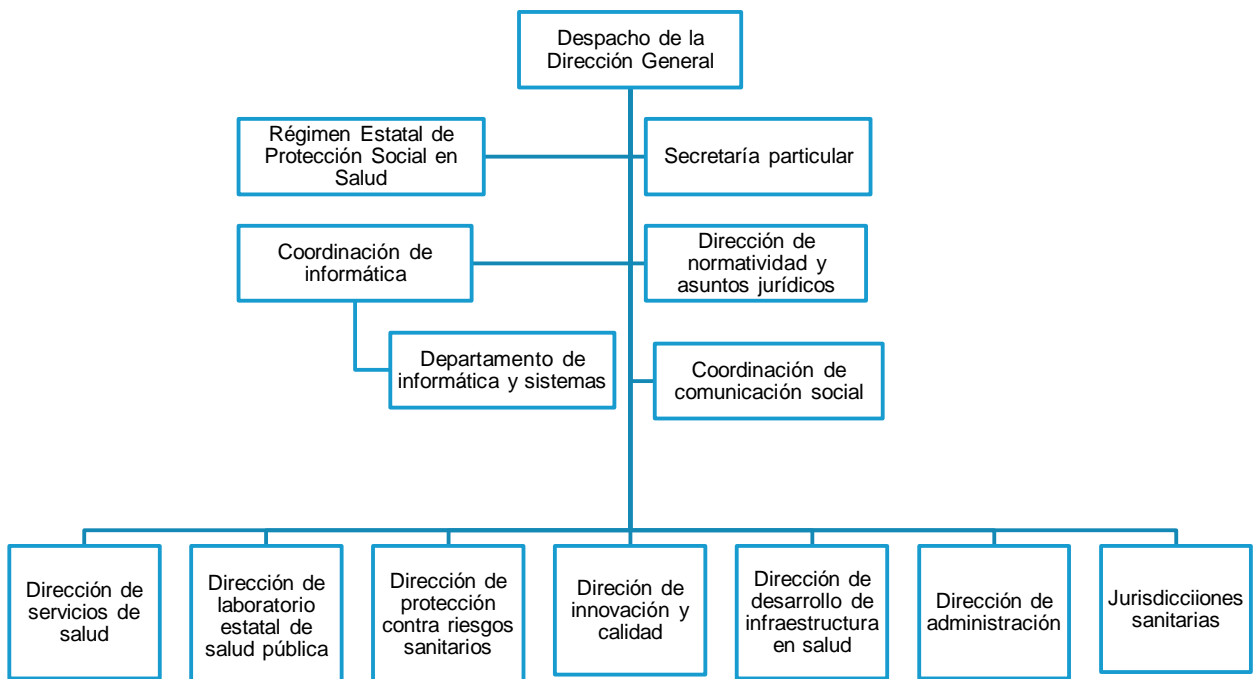 Despacho de la
Dirección General
Régimen Estatal de
Protección Social en
Salud
Secretaría particular
Coordinación de
informática
Dirección de
normatividad y
asuntos jurídicos
Departamento de
informática y sistemas
Coordinación de
comunicación social
Dirección de
servicios de
salud
Dirección de
laboratorio
estatal de
salud pública
Dirección de
protección
contra riesgos
sanitarios
Direción de
innovación y
calidad
Dirección de
desarrollo de
infraestructura
en salud
Dirección de
administración
Jurisdicciiones
sanitarias